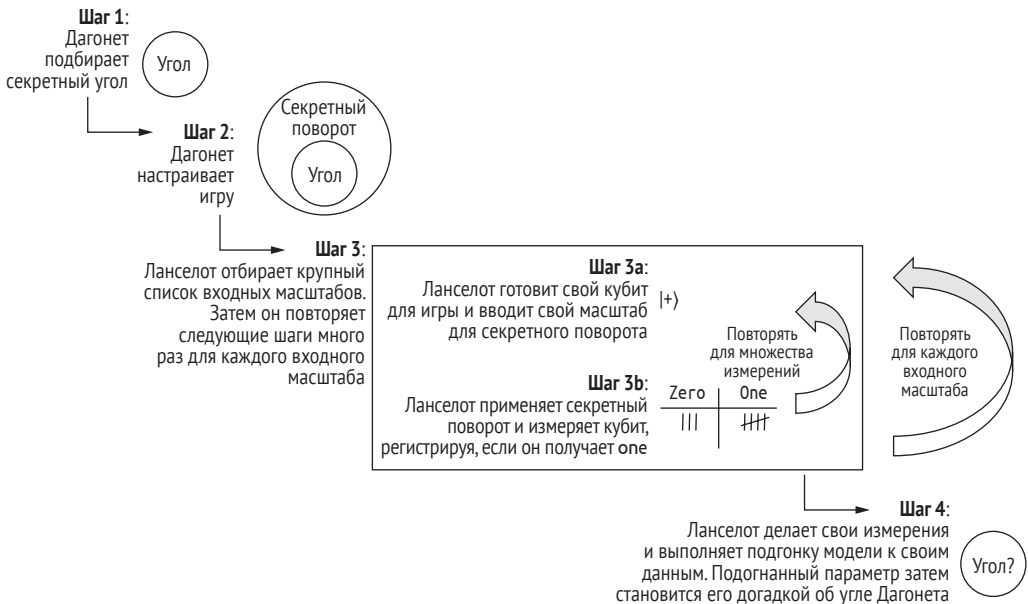 Шаг 1:
Дагонет
подбирает
секретный угол
Угол
Шаг 2:
Дагонет
настраивает
игру
Секретный
поворот
Угол
Шаг 3:
Ланселот отбирает крупный
список входных масштабов.
Затем он повторяет
следующие шаги много
раз для каждого входного
масштаба
Шаг 3a:
Ланселот готовит свой кубит
для игры и вводит свой масштаб
для секретного поворота
|+⟩
Шаг 3b:
Ланселот применяет секретный
поворот и измеряет кубит,
регистрируя, если он получает one
Zero One
Повторять
для множества
измерений
Повторять
для каждого
входного
масштаба
Шаг 4:
Ланселот делает свои измерения
и выполняет подгонку модели к своим
данным. Подогнанный параметр затем
становится его догадкой об угле Дагонета
Угол?